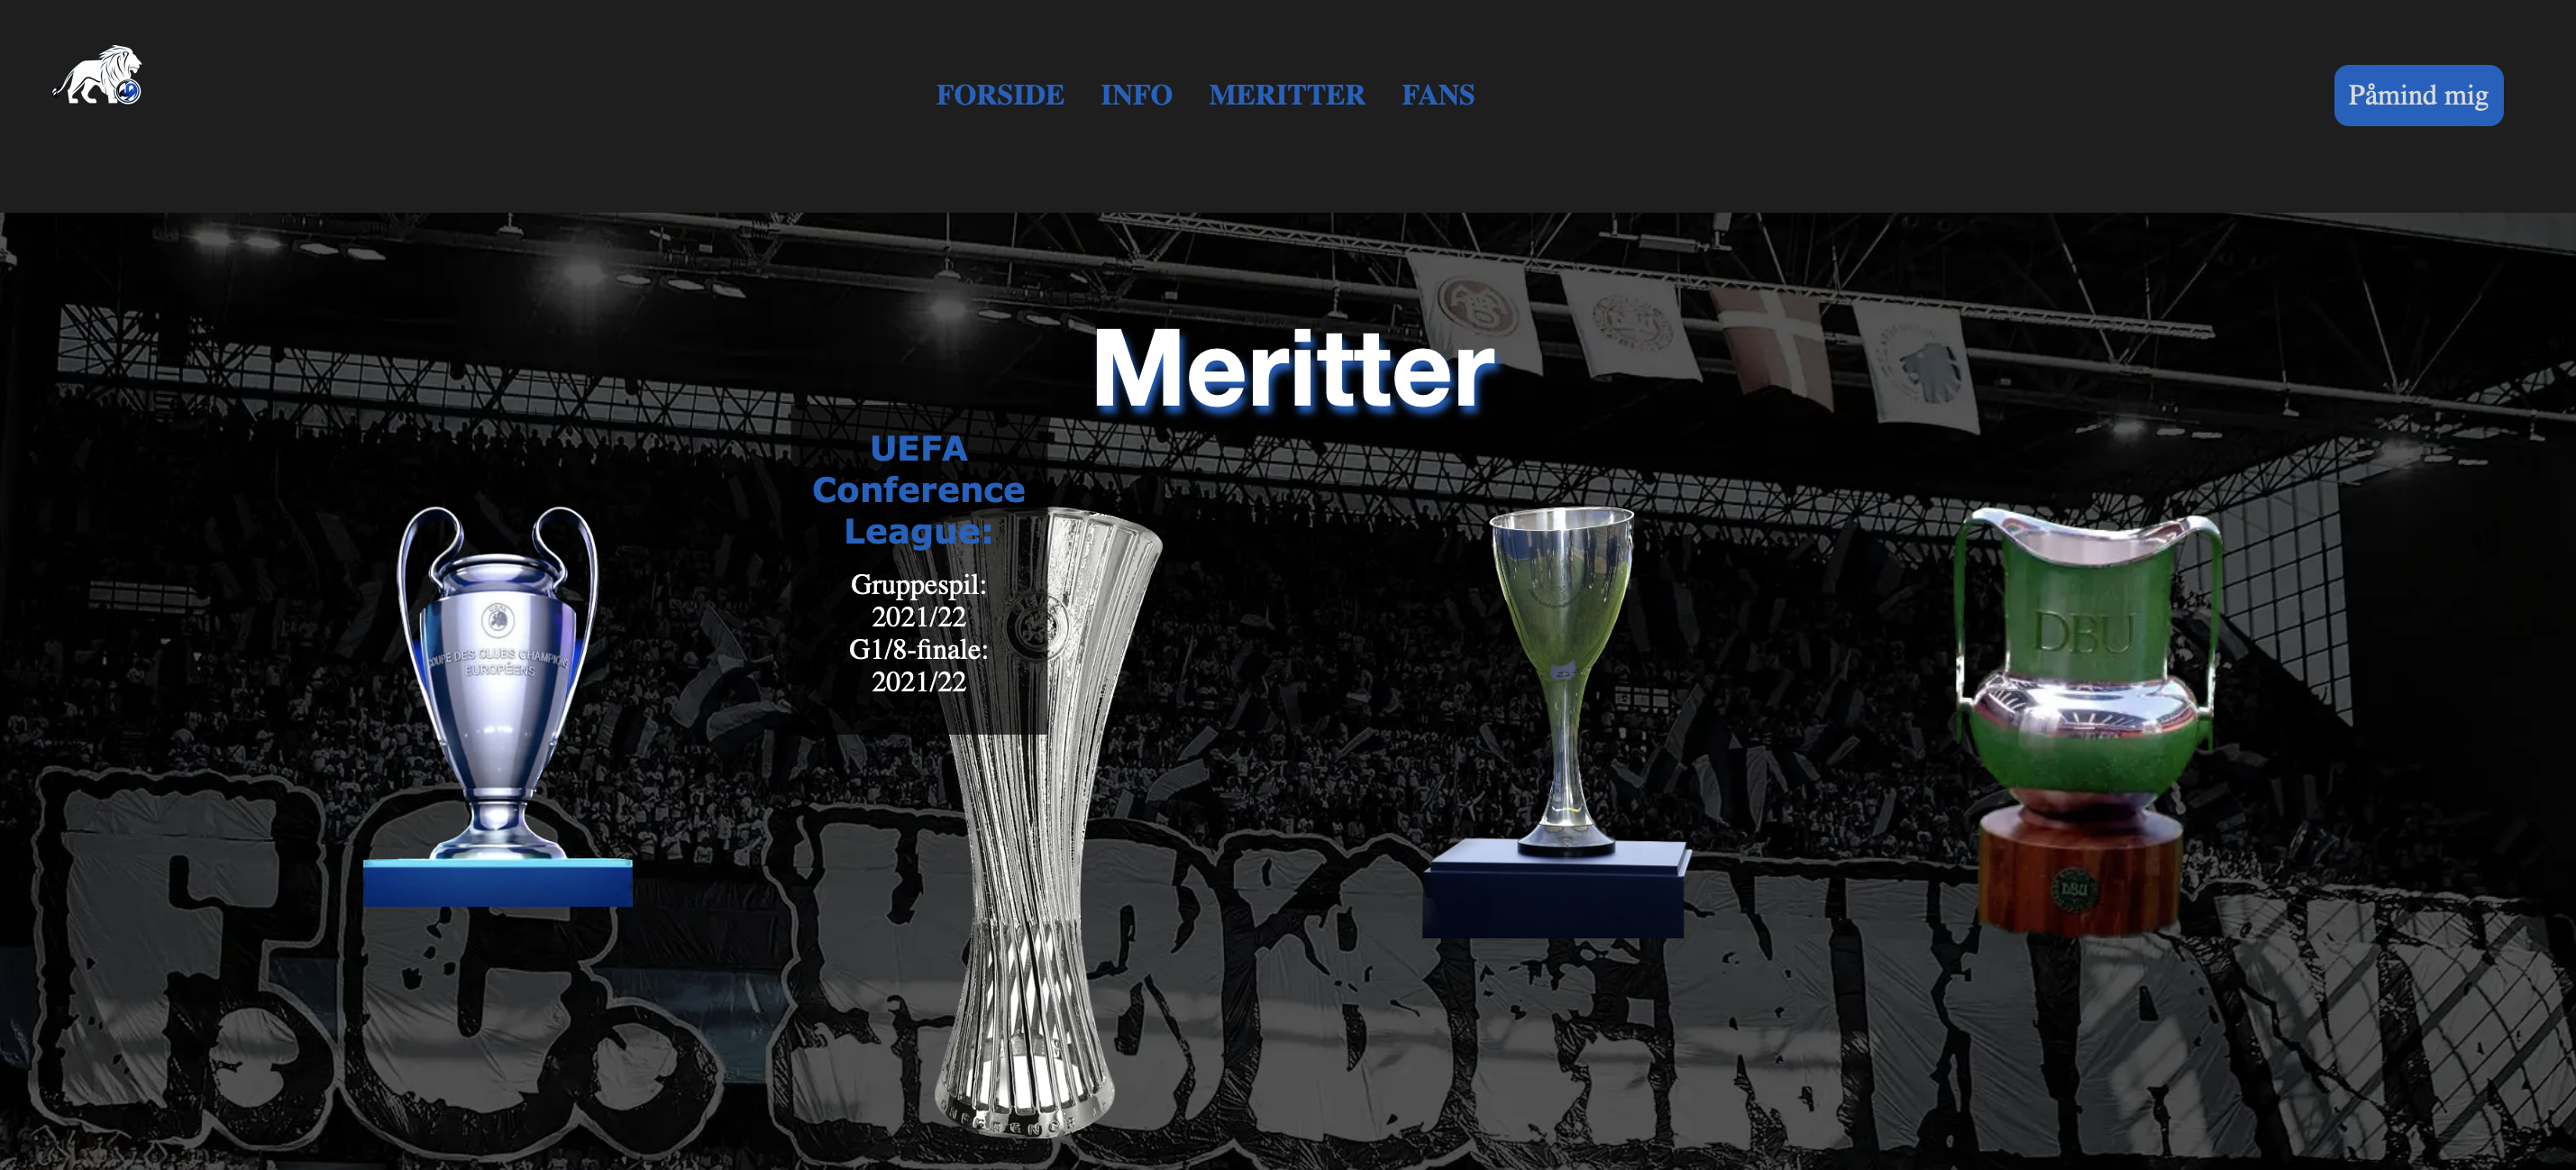 FORSIDE INFO MERITTER FANS
Påmind mig
Meritter
UEFA
Conference
League:
Gruppespil:
2021/22
G1/8-finale:
2021/22
COUPE DES CLUBS CHAMPIONS
EUROPÉENS
DBU
DBU
F.C. KØBENHAVN